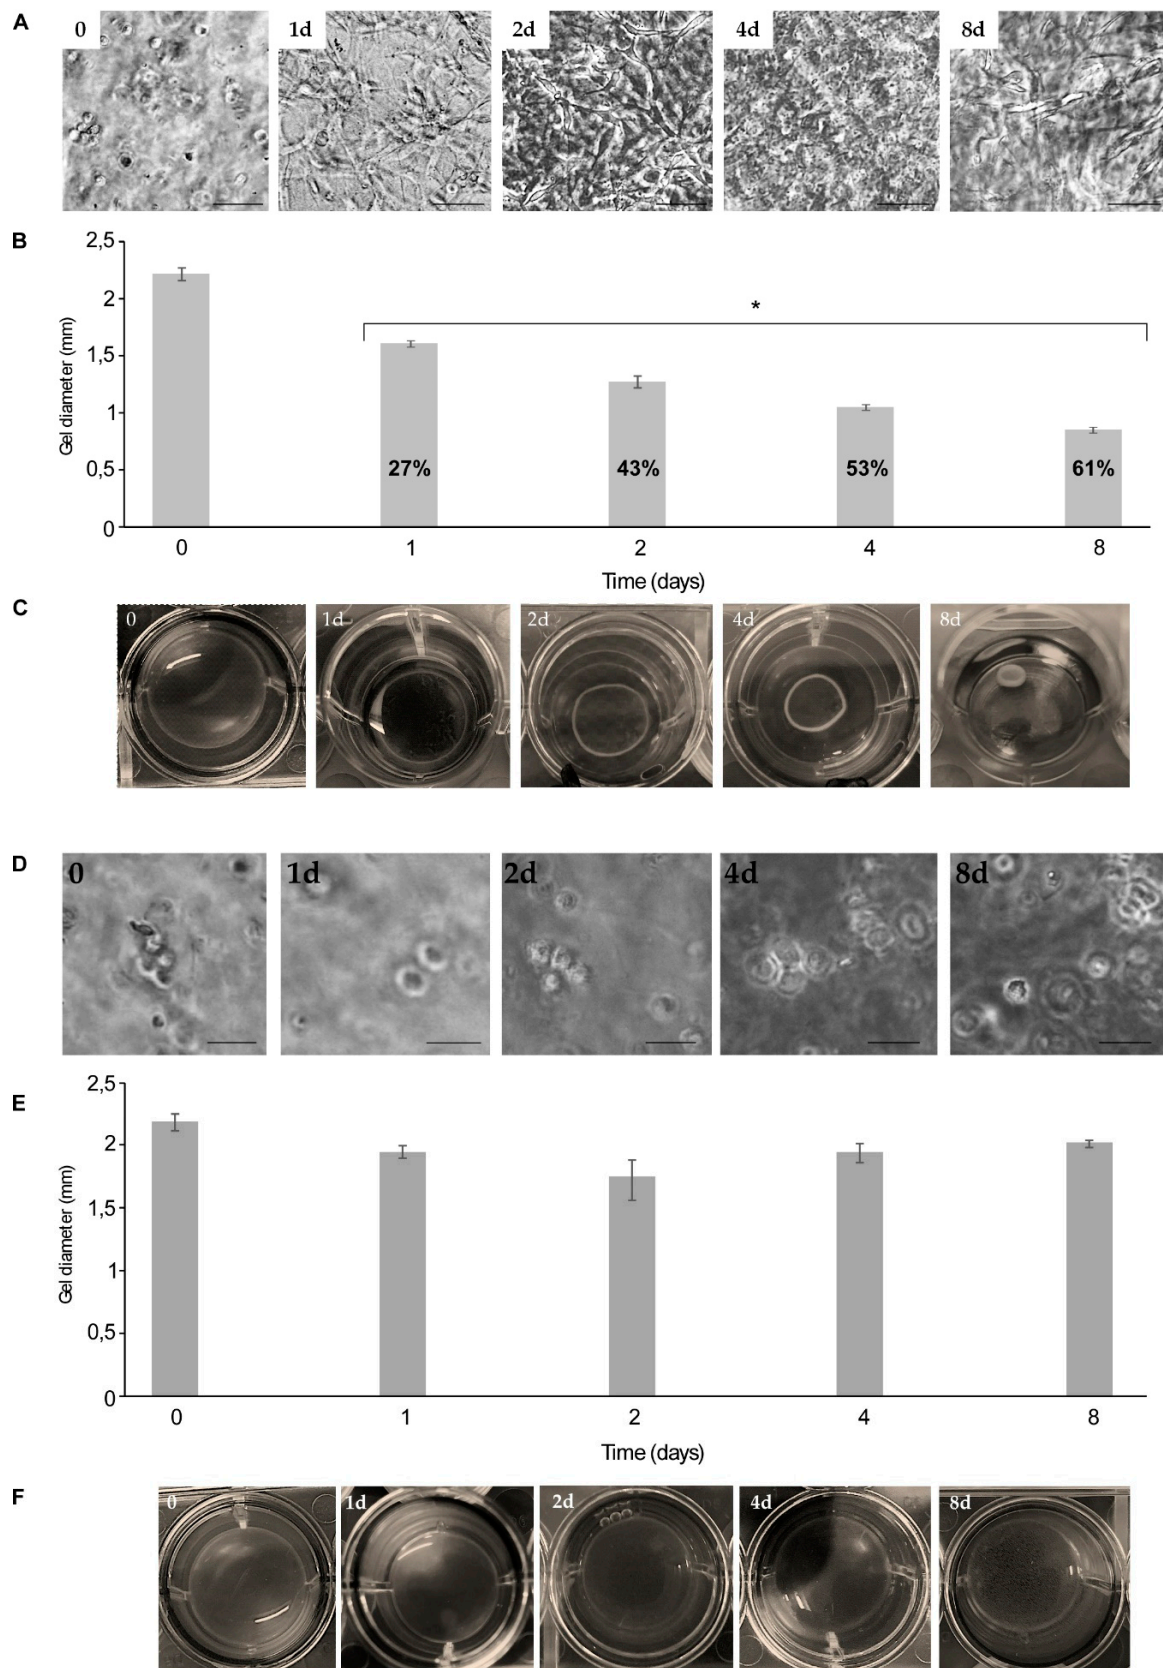 A
0 1d 2d 4d 8d
B
2,5
2
1,5
1
0,5
0
Gel diameter (mm)
*
27% 43% 53% 61%
0 1 2 4 8
Time (days)
C
0 1d 2d 4d 8d
D
0 1d 2d 4d 8d
E
2,5
2
1,5
1
0,5
0
Gel diameter (mm)
0 1 2 4 8
Time (days)
F
0 1d 2d 4d 8d